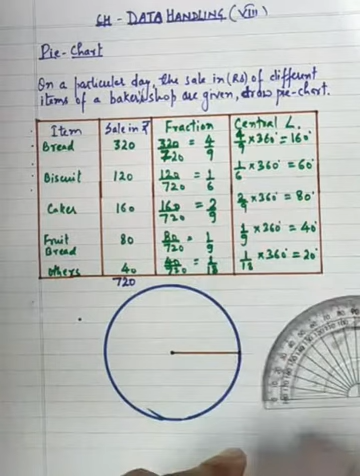 CH - DATA HANDLING (VIII)
Pie-Chart
On a particular day, the sale in (Rs) of different
items of a baker's shop are given, draw pie-chart.
Item Sale in ₹ Fraction Central ∠.
Bread 320 320/720 = 4/9 4/9 × 360° = 160°
Biscuit 120 120/720 = 1/6 1/6 × 360° = 60°
Cakes 160 160/720 = 2/9 2/9 × 360° = 80°
Fruit Bread 80 80/720 = 1/9 1/9 × 360° = 40°
Others 40 40/720 = 1/18 1/18 × 360° = 20°
720